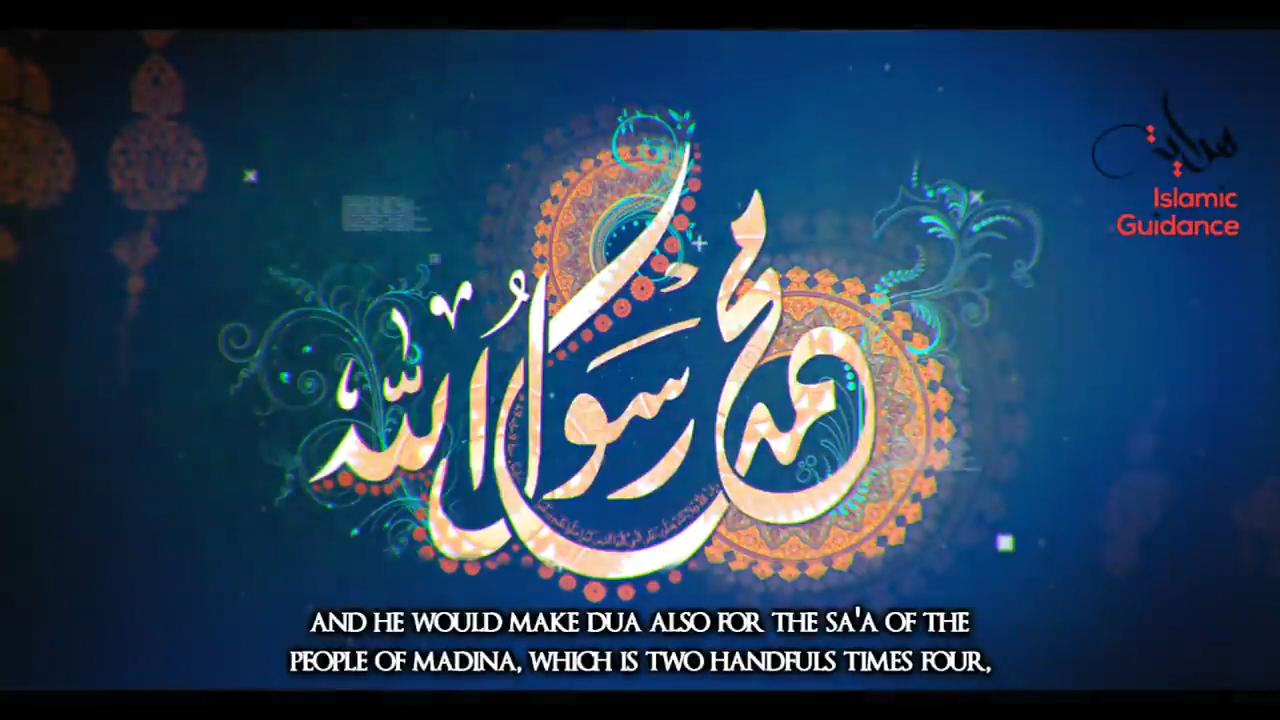 محمد رسول الله
هداية
Islamic
Guidance
AND HE WOULD MAKE DUA ALSO FOR THE SA'A OF THE
PEOPLE OF MADINA, WHICH IS TWO HANDFULS TIMES FOUR,